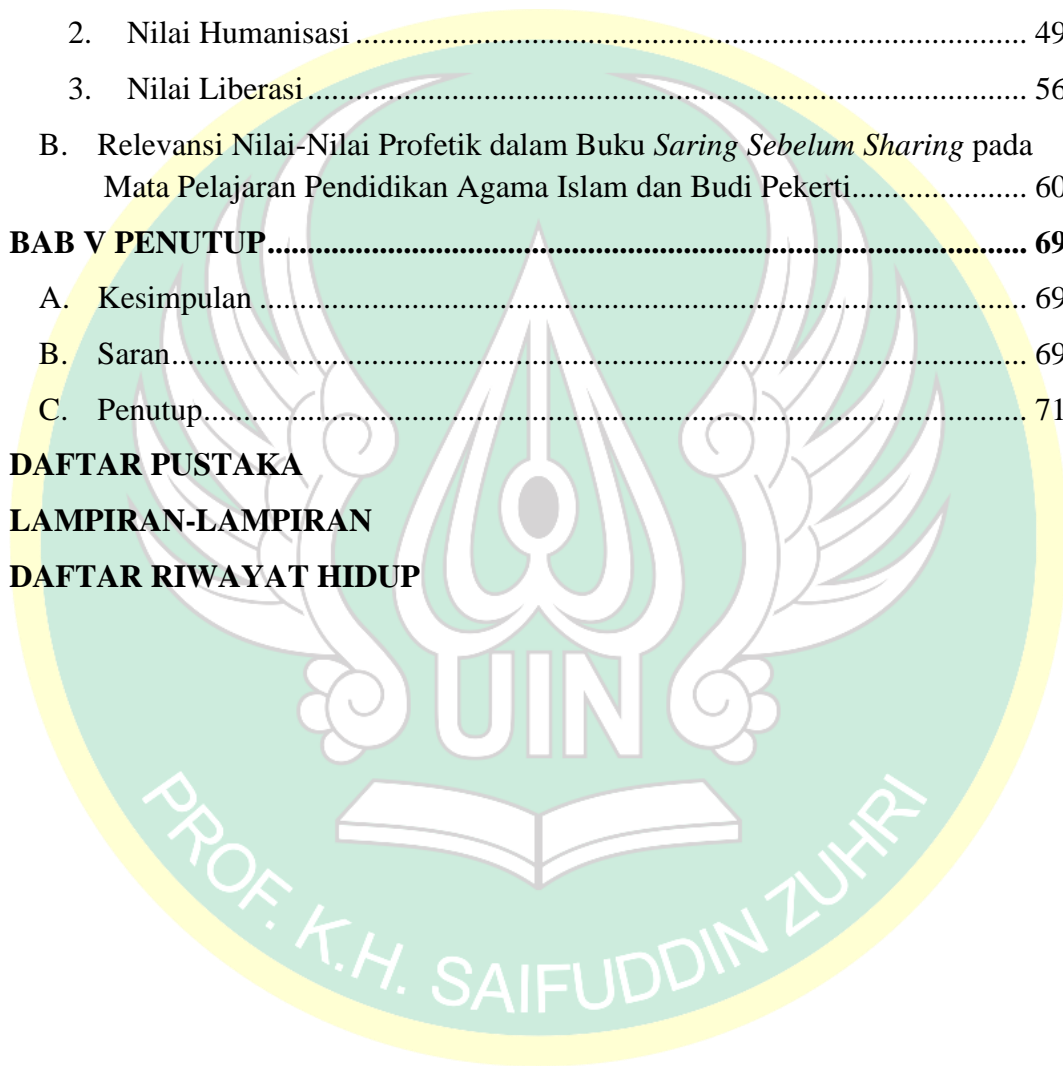 2. Nilai Humanisasi ........................................................................................ 49
3. Nilai Liberasi .............................................................................................. 56
B. Relevansi Nilai-Nilai Profetik dalam Buku Saring Sebelum Sharing pada
Mata Pelajaran Pendidikan Agama Islam dan Budi Pekerti...................... 60
BAB V PENUTUP.............................................................................................. 69
A. Kesimpulan ................................................................................................ 69
B. Saran........................................................................................................... 69
C. Penutup....................................................................................................... 71
DAFTAR PUSTAKA
LAMPIRAN-LAMPIRAN
DAFTAR RIWAYAT HIDUP
UIN
PROF. K.H. SAIFUDDIN ZUHRI